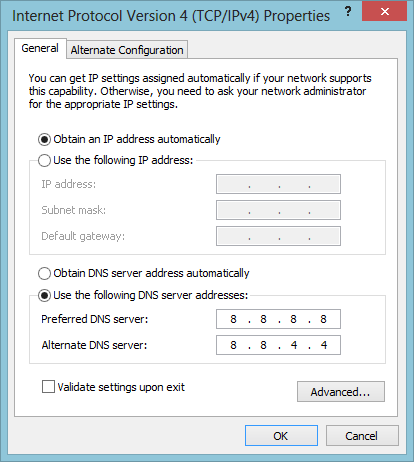 Internet Protocol Version 4 (TCP/IPv4) Properties ?
General Alternate Configuration
You can get IP settings assigned automatically if your network supports
this capability. Otherwise, you need to ask your network administrator
for the appropriate IP settings.
Obtain an IP address automatically
Use the following IP address:
IP address: . . .
Subnet mask: . . .
Default gateway: . . .
Obtain DNS server address automatically
Use the following DNS server addresses:
Preferred DNS server: 8 . 8 . 8 . 8
Alternate DNS server: 8 . 8 . 4 . 4
Validate settings upon exit
Advanced...
OK Cancel